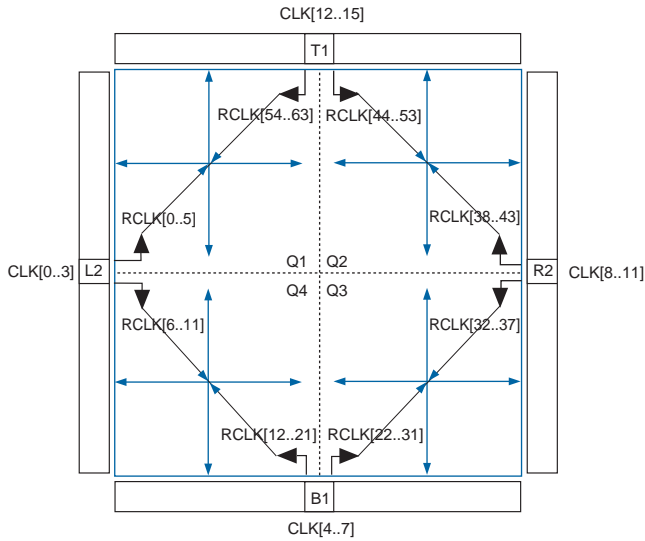 CLK[12..15]
T1
RCLK[54..63]
RCLK[44..53]
RCLK[0..5]
RCLK[38..43]
Q1
Q2
CLK[0..3]
L2
R2
CLK[8..11]
Q4
Q3
RCLK[6..11]
RCLK[32..37]
RCLK[12..21]
RCLK[22..31]
B1
CLK[4..7]